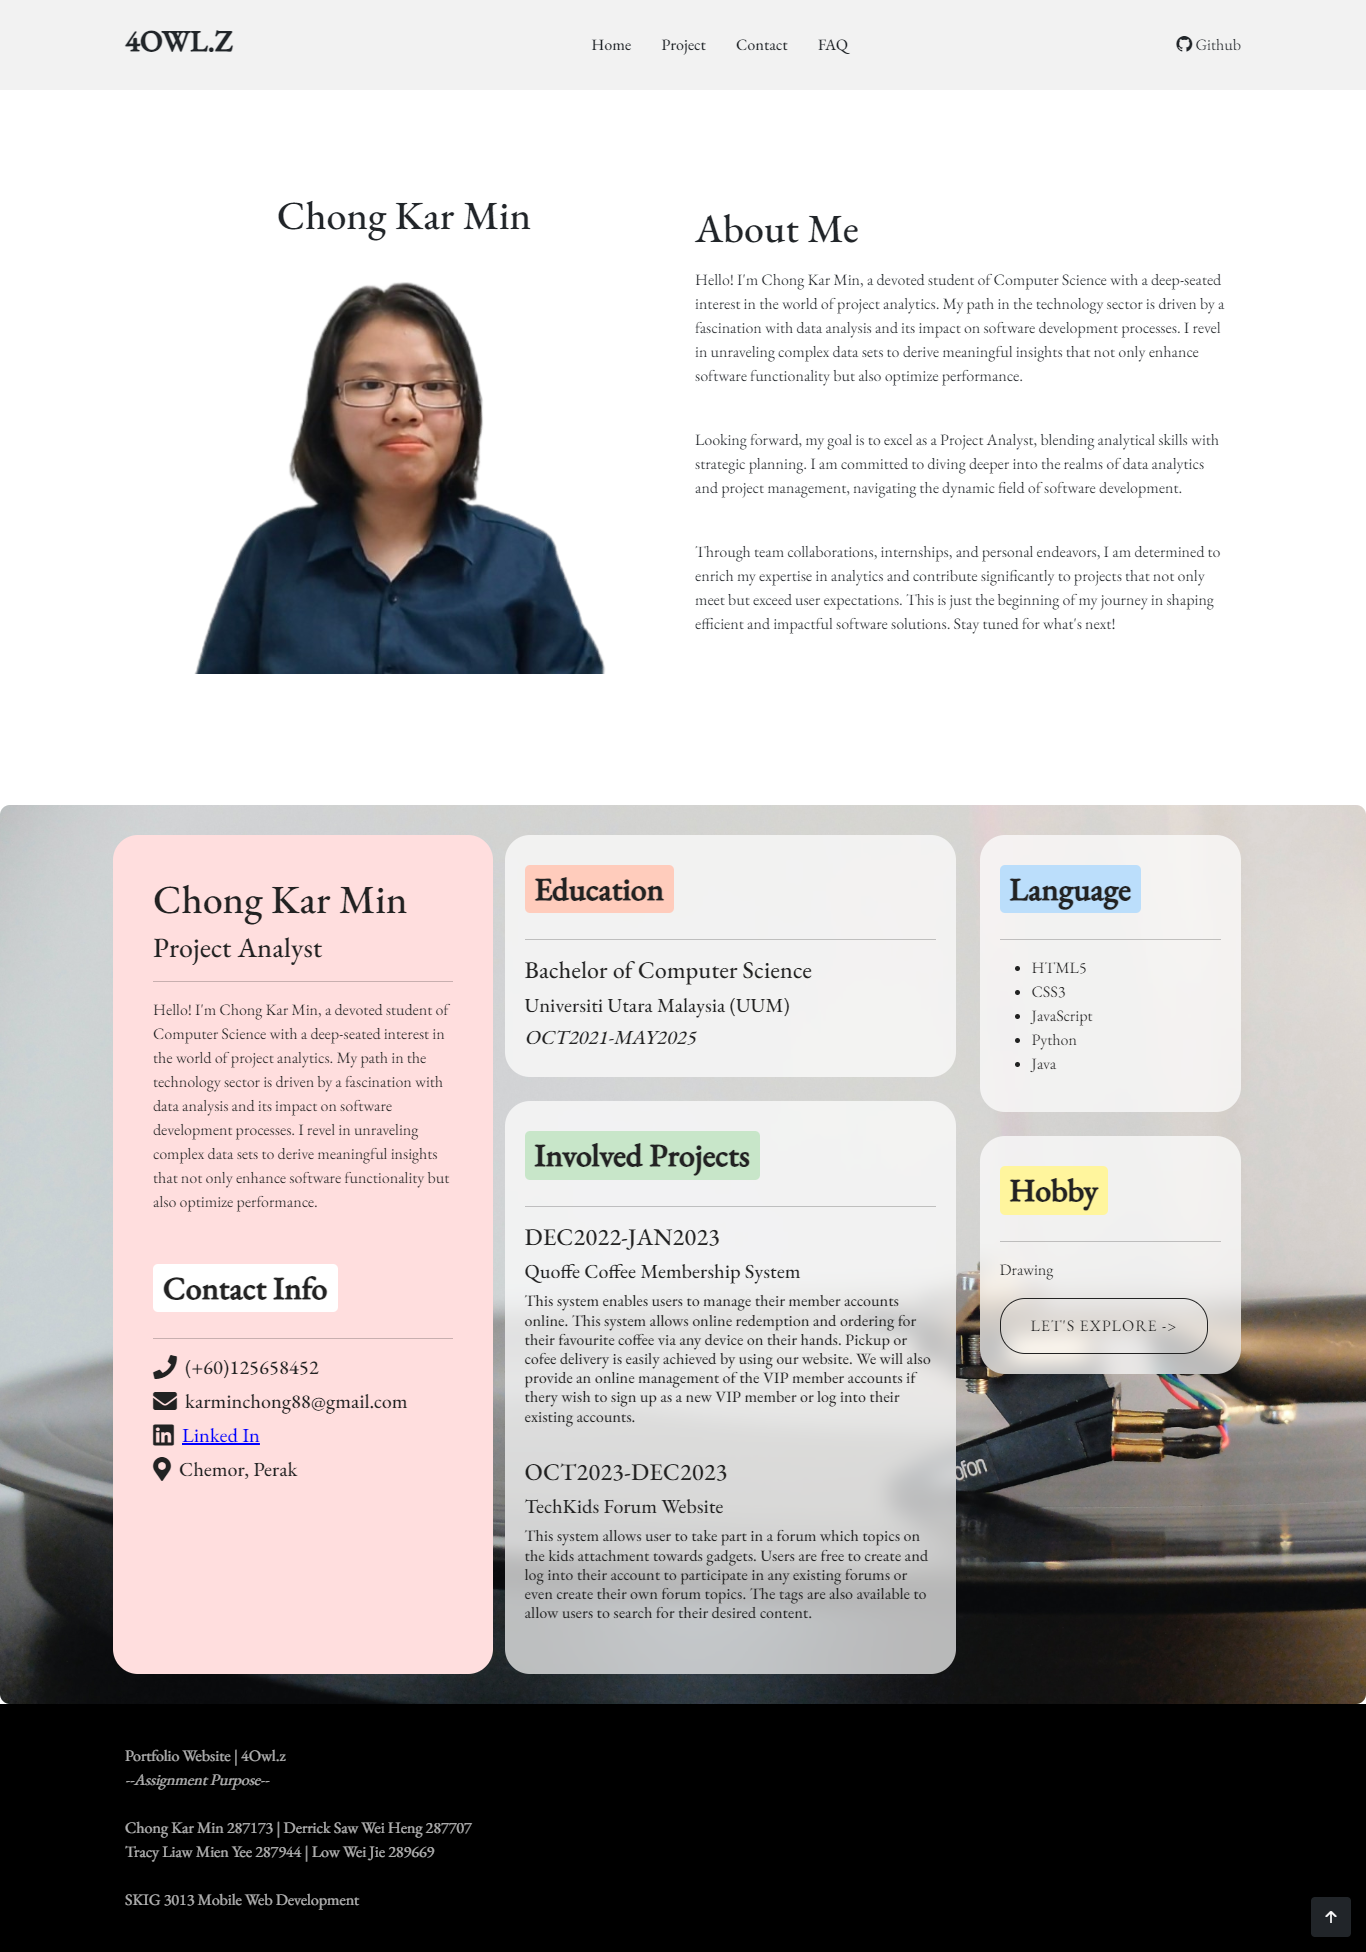 4OWL.Z
Home Project Contact FAQ
Github
Chong Kar Min
About Me
Hello! I'm Chong Kar Min, a devoted student of Computer Science with a deep-seated
interest in the world of project analytics. My path in the technology sector is driven by a
fascination with data analysis and its impact on software development processes. I revel
in unraveling complex data sets to derive meaningful insights that not only enhance
software functionality but also optimize performance.
Looking forward, my goal is to excel as a Project Analyst, blending analytical skills with
strategic planning. I am committed to diving deeper into the realms of data analytics
and project management, navigating the dynamic field of software development.
Through team collaborations, internships, and personal endeavors, I am determined to
enrich my expertise in analytics and contribute significantly to projects that not only
meet but exceed user expectations. This is just the beginning of my journey in shaping
efficient and impactful software solutions. Stay tuned for what's next!
Chong Kar Min
Project Analyst
Hello! I'm Chong Kar Min, a devoted student of
Computer Science with a deep-seated interest in
the world of project analytics. My path in the
technology sector is driven by a fascination with
data analysis and its impact on software
development processes. I revel in unraveling
complex data sets to derive meaningful insights
that not only enhance software functionality but
also optimize performance.
Contact Info
(+60)125658452
karminchong88@gmail.com
Linked In
Chemor, Perak
Education
Bachelor of Computer Science
Universiti Utara Malaysia (UUM)
OCT2021-MAY2025
Involved Projects
DEC2022-JAN2023
Quoffe Coffee Membership System
This system enables users to manage their member accounts
online. This system allows online redemption and ordering for
their favourite coffee via any device on their hands. Pickup or
cofee delivery is easily achieved by using our website. We will also
provide an online management of the VIP member accounts if
thery wish to sign up as a new VIP member or log into their
existing accounts.
OCT2023-DEC2023
TechKids Forum Website
This system allows user to take part in a forum which topics on
the kids attachment towards gadgets. Users are free to create and
log into their account to participate in any existing forums or
even create their own forum topics. The tags are also available to
allow users to search for their desired content.
Language
HTML5
CSS3
JavaScript
Python
Java
Hobby
Drawing
LET'S EXPLORE ->
ofon
Portfolio Website | 4Owl.z
--Assignment Purpose--
Chong Kar Min 287173 | Derrick Saw Wei Heng 287707
Tracy Liaw Mien Yee 287944 | Low Wei Jie 289669
SKIG 3013 Mobile Web Development